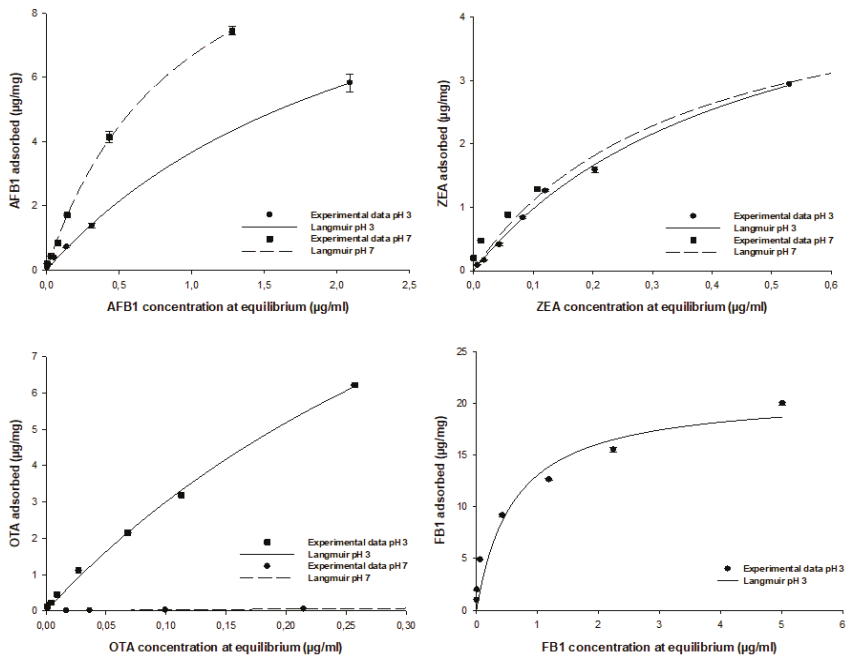 8
6
4
2
0
AFB1 adsorbed (µg/mg)
Experimental data pH 3
Langmuir pH 3
Experimental data pH 7
Langmuir pH 7
0,0
0,5
1,0
1,5
2,0
2,5
AFB1 concentration at equilibrium (µg/ml)
4
3
2
1
0
ZEA adsorbed (µg/mg)
Experimental data pH 3
Langmuir pH 3
Experimental data pH 7
Langmuir pH 7
0,0
0,1
0,2
0,3
0,4
0,5
0,6
ZEA concentration at equilibrium (µg/ml)
7
6
5
4
3
2
1
0
OTA adsorbed (µg/mg)
Experimental data pH 3
Langmuir pH 3
Experimental data pH 7
Langmuir pH 7
0,00
0,05
0,10
0,15
0,20
0,25
0,30
OTA concentration at equilibrium (µg/ml)
25
20
15
10
5
0
FB1 adsorbed (µg/mg)
Experimental data pH 3
Langmuir pH 3
0
1
2
3
4
5
6
FB1 concentration at equilibrium (µg/ml)